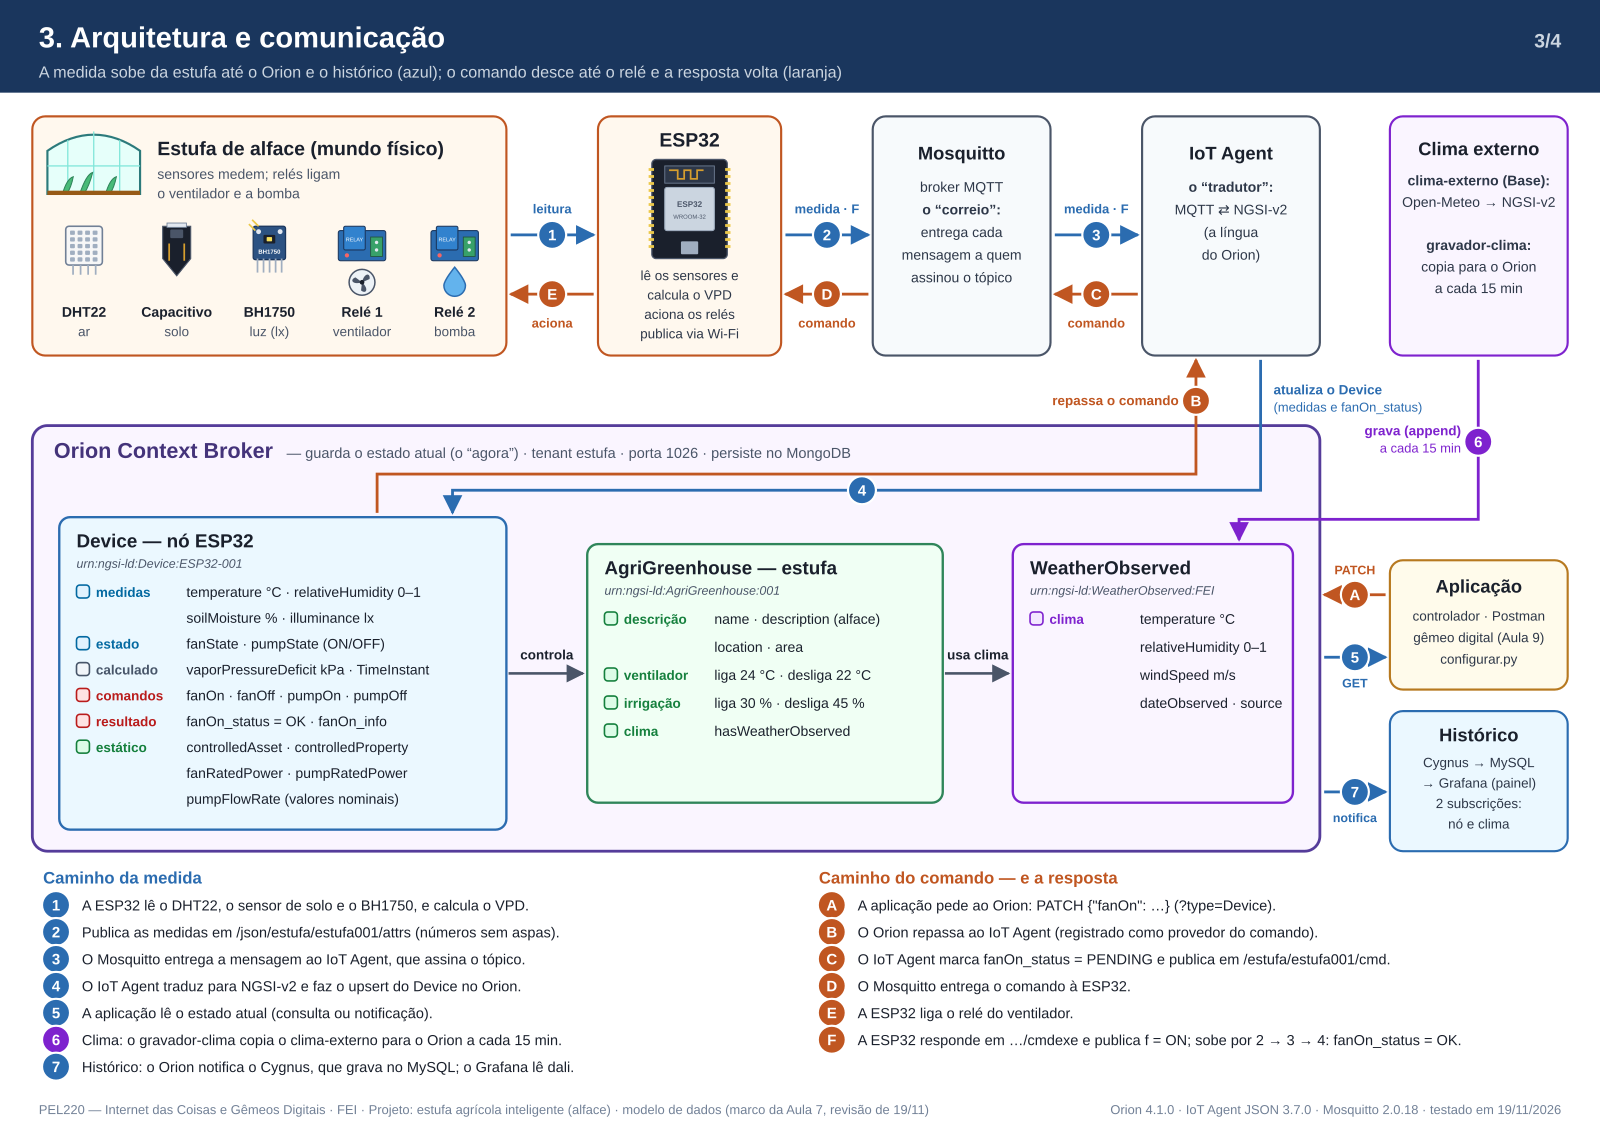 3. Arquitetura e comunicação
3/4
A medida sobe da estufa até o Orion e o histórico (azul); o comando desce até o relé e a resposta volta (laranja)
Estufa de alface (mundo físico)
sensores medem; relés ligam
o ventilador e a bomba
BH1750
RELAY
RELAY
DHT22
ar
Capacitivo
solo
BH1750
luz (lx)
Relé 1
ventilador
Relé 2
bomba
leitura
1
E
aciona
ESP32
ESP32
WROOM-32
lê os sensores e
calcula o VPD
aciona os relés
publica via Wi-Fi
medida · F
2
D
comando
Mosquitto
broker MQTT
o “correio”:
entrega cada
mensagem a quem
assinou o tópico
medida · F
3
C
comando
IoT Agent
o “tradutor”:
MQTT ⇄ NGSI-v2
(a língua
do Orion)
Clima externo
clima-externo (Base):
Open-Meteo → NGSI-v2
gravador-clima:
copia para o Orion
a cada 15 min
repassa o comando
B
atualiza o Device
(medidas e fanOn_status)
grava (append)
a cada 15 min
6
Orion Context Broker
— guarda o estado atual (o “agora”) · tenant estufa · porta 1026 · persiste no MongoDB
4
Device — nó ESP32
urn:ngsi-ld:Device:ESP32-001
medidas temperature °C · relativeHumidity 0–1
soilMoisture % · illuminance lx
estado fanState · pumpState (ON/OFF)
calculado vaporPressureDeficit kPa · TimeInstant
comandos fanOn · fanOff · pumpOn · pumpOff
resultado fanOn_status = OK · fanOn_info
estático controlledAsset · controlledProperty
fanRatedPower · pumpRatedPower
pumpFlowRate (valores nominais)
controla
AgriGreenhouse — estufa
urn:ngsi-ld:AgriGreenhouse:001
descrição name · description (alface)
location · area
ventilador liga 24 °C · desliga 22 °C
irrigação liga 30 % · desliga 45 %
clima hasWeatherObserved
usa clima
WeatherObserved
urn:ngsi-ld:WeatherObserved:FEI
clima temperature °C
relativeHumidity 0–1
windSpeed m/s
dateObserved · source
PATCH
A
5
GET
Aplicação
controlador · Postman
gêmeo digital (Aula 9)
configurar.py
7
notifica
Histórico
Cygnus → MySQL
→ Grafana (painel)
2 subscrições:
nó e clima
Caminho da medida
1 A ESP32 lê o DHT22, o sensor de solo e o BH1750, e calcula o VPD.
2 Publica as medidas em /json/estufa/estufa001/attrs (números sem aspas).
3 O Mosquitto entrega a mensagem ao IoT Agent, que assina o tópico.
4 O IoT Agent traduz para NGSI-v2 e faz o upsert do Device no Orion.
5 A aplicação lê o estado atual (consulta ou notificação).
6 Clima: o gravador-clima copia o clima-externo para o Orion a cada 15 min.
7 Histórico: o Orion notifica o Cygnus, que grava no MySQL; o Grafana lê dali.
Caminho do comando — e a resposta
A A aplicação pede ao Orion: PATCH {"fanOn": …} (?type=Device).
B O Orion repassa ao IoT Agent (registrado como provedor do comando).
C O IoT Agent marca fanOn_status = PENDING e publica em /estufa/estufa001/cmd.
D O Mosquitto entrega o comando à ESP32.
E A ESP32 liga o relé do ventilador.
F A ESP32 responde em …/cmdexe e publica f = ON; sobe por 2 → 3 → 4: fanOn_status = OK.
PEL220 — Internet das Coisas e Gêmeos Digitais · FEI · Projeto: estufa agrícola inteligente (alface) · modelo de dados (marco da Aula 7, revisão de 19/11)
Orion 4.1.0 · IoT Agent JSON 3.7.0 · Mosquitto 2.0.18 · testado em 19/11/2026